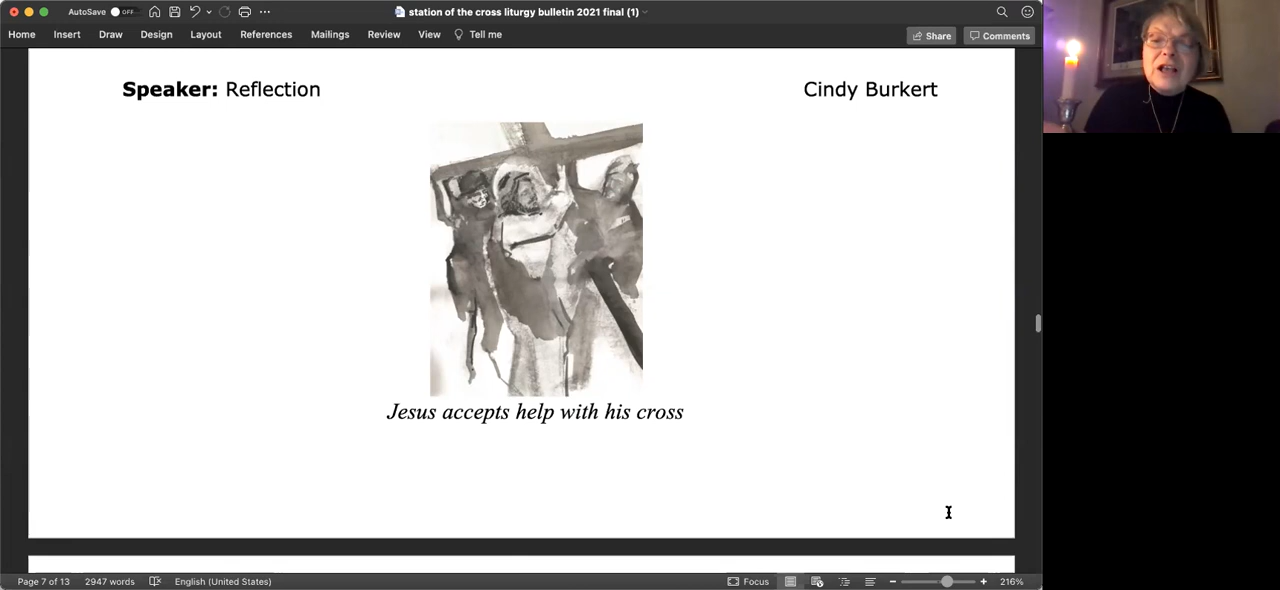 AutoSave OFF
station of the cross liturgy bulletin 2021 final (1)
Home Insert Draw Design Layout References Mailings Review View Tell me
Share Comments
Speaker: Reflection Cindy Burkert
Jesus accepts help with his cross
Page 7 of 13 2947 words English (United States) Focus 216%